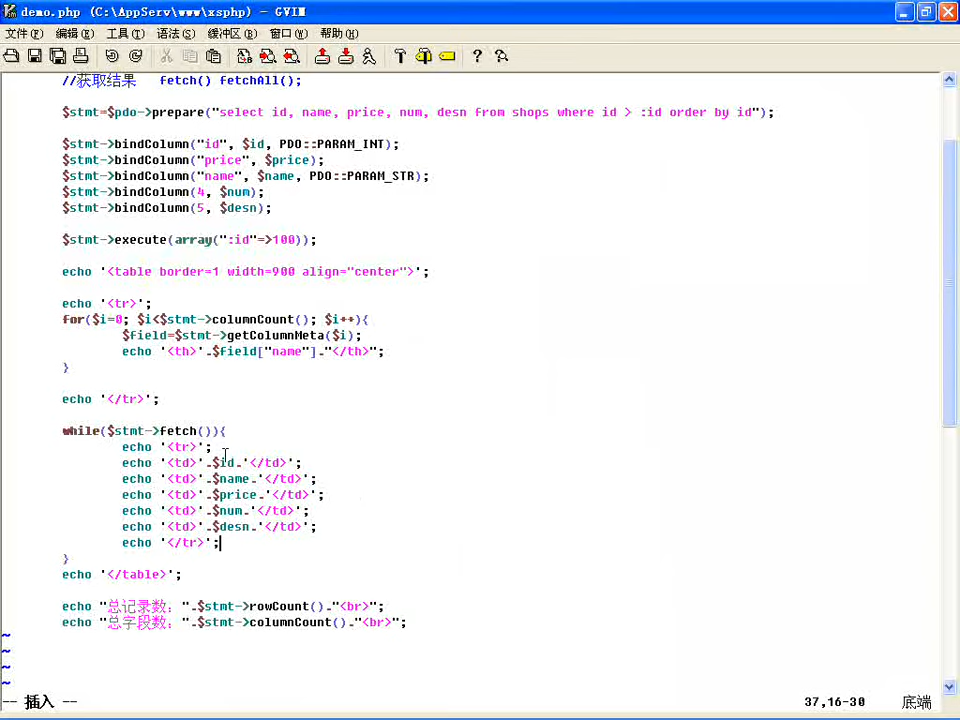 demo.php (C:\AppServ\www\xsphp) - GVIM
文件(F) 编辑(E) 工具(T) 语法(S) 缓冲区(B) 窗口(W) 帮助(H)
//获取结果   fetch() fetchAll();
$stmt=$pdo->prepare("select id, name, price, num, desn from shops where id > :id order by id");
$stmt->bindColumn("id", $id, PDO::PARAM_INT);
$stmt->bindColumn("price", $price);
$stmt->bindColumn("name", $name, PDO::PARAM_STR);
$stmt->bindColumn(4, $num);
$stmt->bindColumn(5, $desn);
$stmt->execute(array(":id"=>100));
echo '<table border=1 width=900 align="center">';
echo '<tr>';
for($i=0; $i<$stmt->columnCount(); $i++){
$field=$stmt->getColumnMeta($i);
echo '<th>'.$field["name"]."</th>";
}
echo '</tr>';
while($stmt->fetch()){
echo '<tr>';
echo '<td>'.$id.'</td>';
echo '<td>'.$name.'</td>';
echo '<td>'.$price.'</td>';
echo '<td>'.$num.'</td>';
echo '<td>'.$desn.'</td>';
echo '</tr>';
}
echo '</table>';
echo "总记录数：".$stmt->rowCount()."<br>";
echo "总字段数：".$stmt->columnCount()."<br>";
~
~
~
~
-- 插入 -- 37,16-30 底端